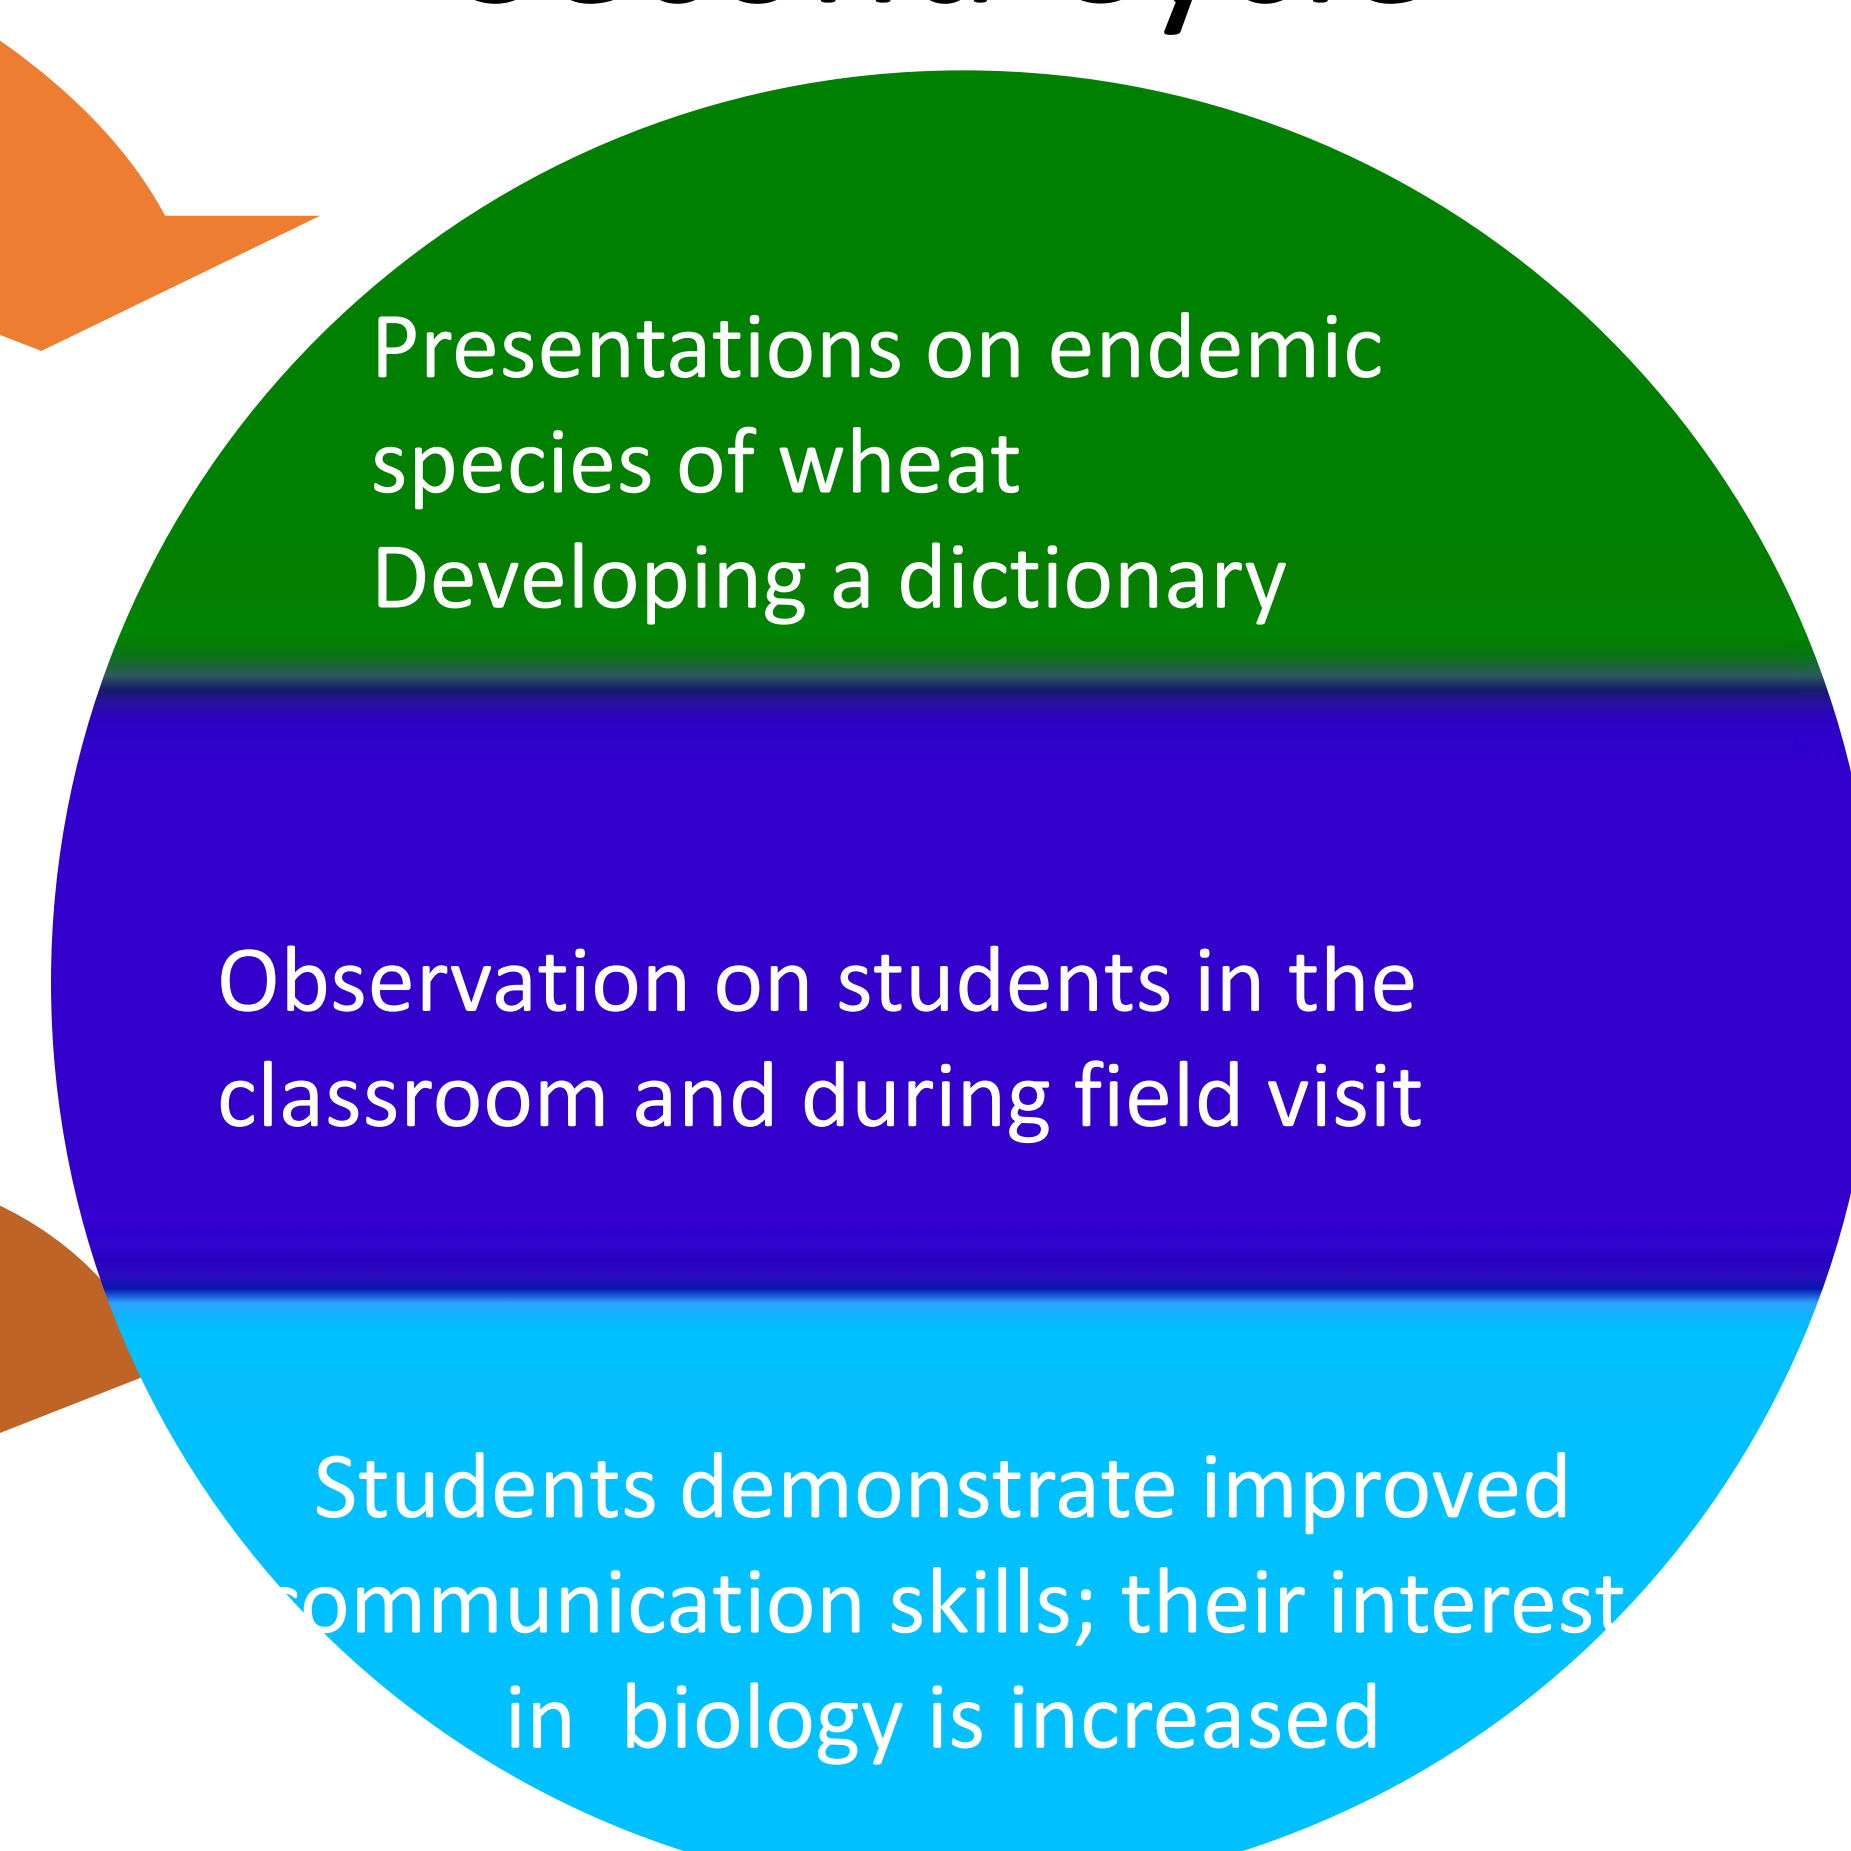 Presentations on endemic
species of wheat
Developing a dictionary
Observation on students in the
classroom and during field visit
Students demonstrate improved
communication skills; their interest
in biology is increased